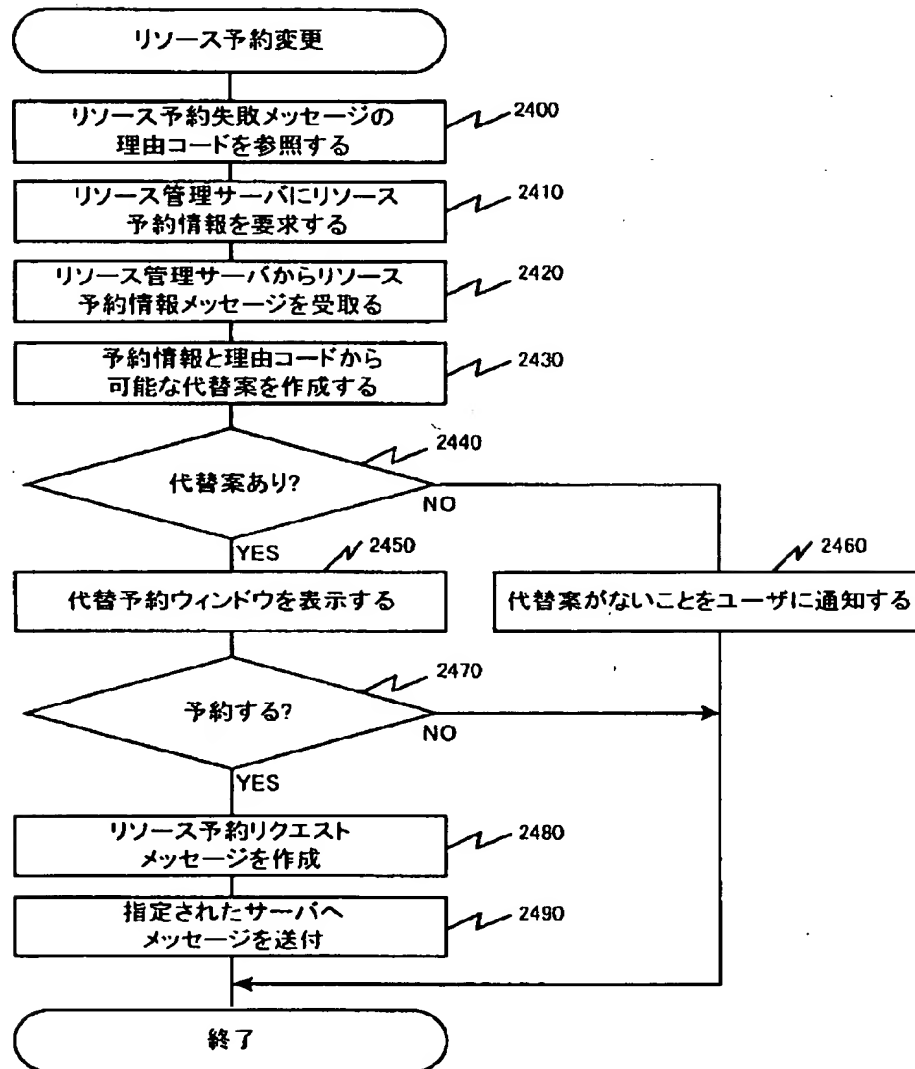 リソース予約変更
リソース予約失敗メッセージの
理由コードを参照する
2400
リソース管理サーバにリソース
予約情報を要求する
2410
リソース管理サーバからリソース
予約情報メッセージを受取る
2420
予約情報と理由コードから
可能な代替案を作成する
2430
2440
代替案あり?
NO
YES
2450
代替予約ウィンドウを表示する
2460
代替案がないことをユーザに通知する
2470
予約する?
NO
YES
リソース予約リクエスト
メッセージを作成
2480
指定されたサーバへ
メッセージを送付
2490
終了